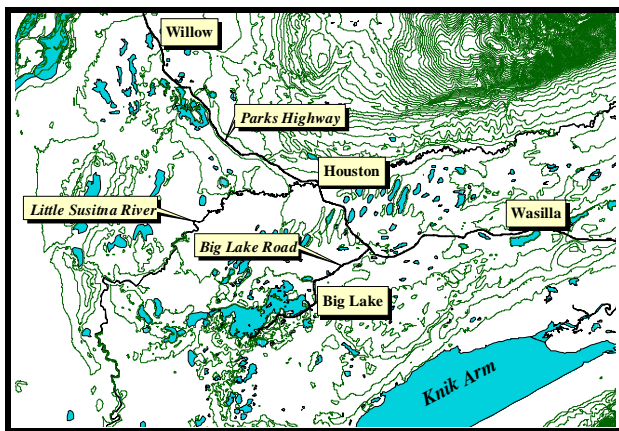 Willow
Parks Highway
Houston
Little Susitna River
Wasilla
Big Lake Road
Big Lake
Knik Arm